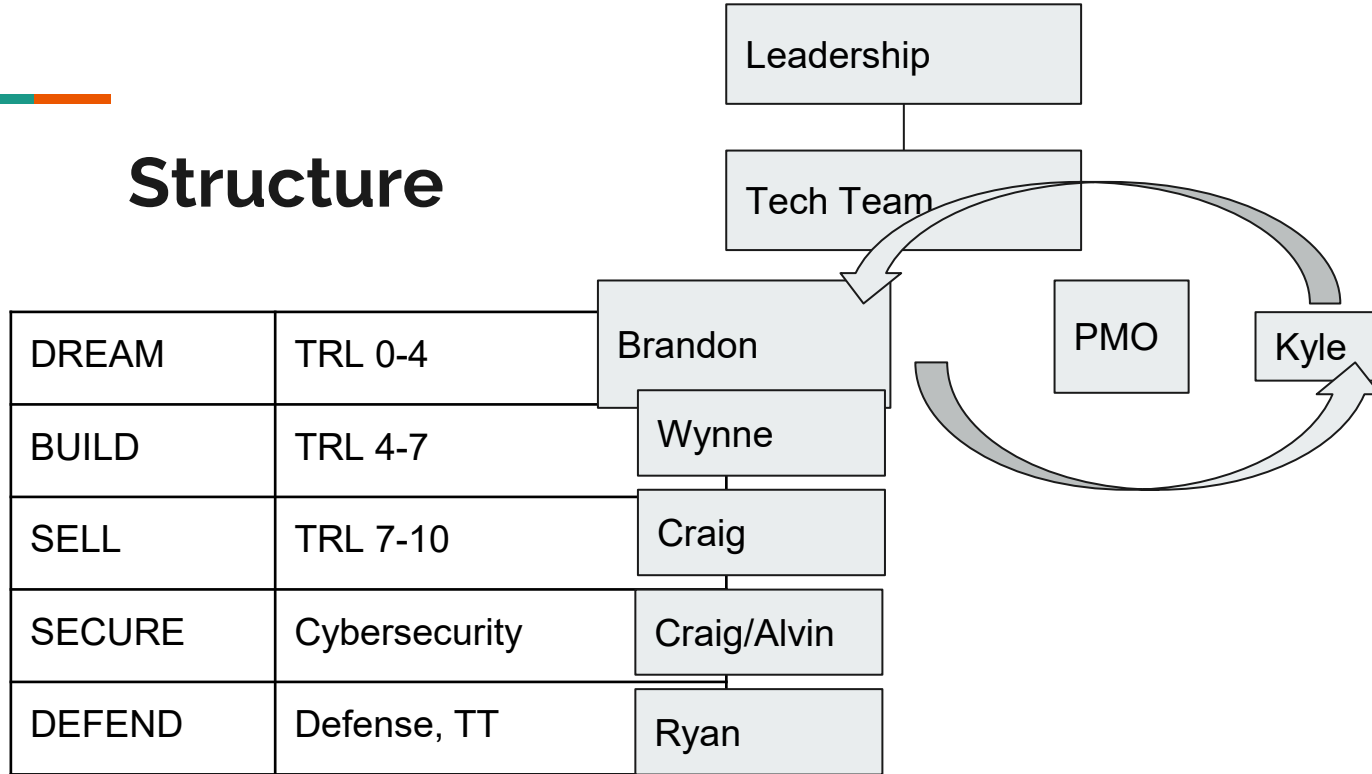 Leadership
Structure
Tech Team
DREAM TRL 0-4 Brandon PMO Kyle
BUILD TRL 4-7 Wynne
SELL TRL 7-10 Craig
SECURE Cybersecurity Craig/Alvin
DEFEND Defense, TT Ryan